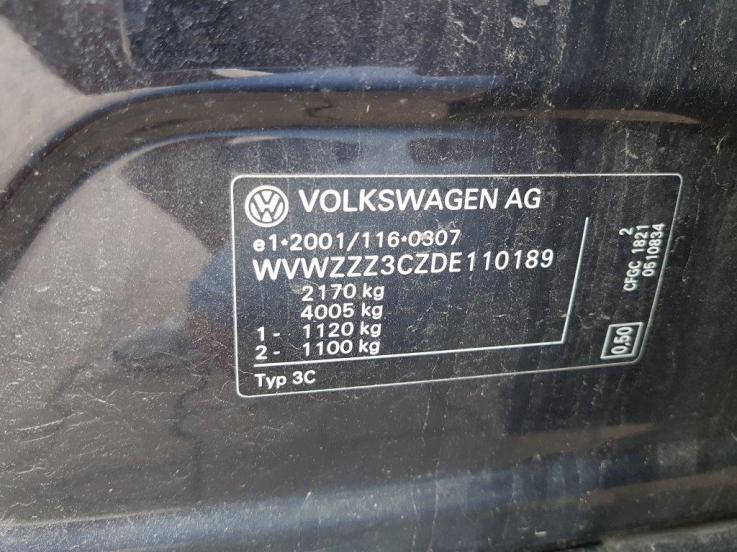 VOLKSWAGEN AG
e1*2001/116*0307
WVWZZZ3CZDE110189
2170 kg
4005 kg
1- 1120 kg
2- 1100 kg
Typ 3C
2
CFGC 1821
0510834
0,50